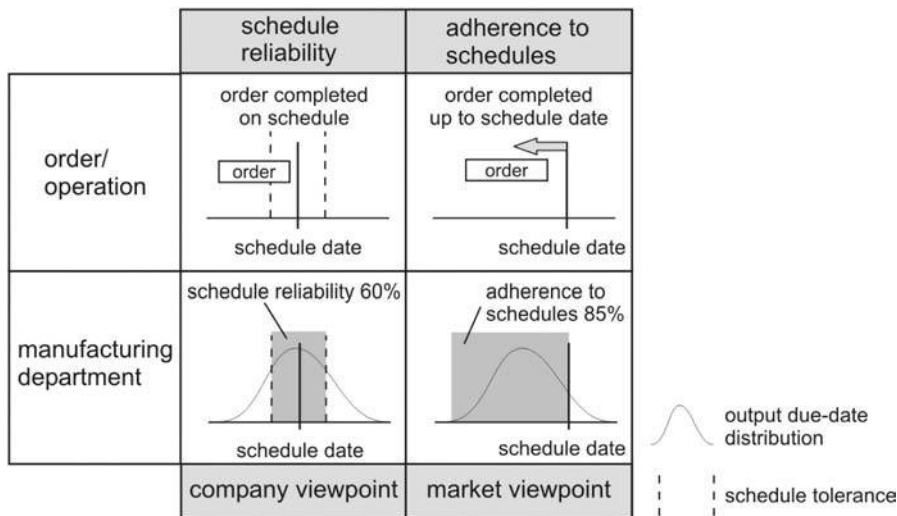 schedule
reliability
adherence to
schedules
order/
operation
order completed
on schedule
order
schedule date
order completed
up to schedule date
order
schedule date
manufacturing
department
schedule reliability 60%
schedule date
adherence to
schedules 85%
schedule date
company viewpoint
market viewpoint
output due-date
distribution
schedule tolerance